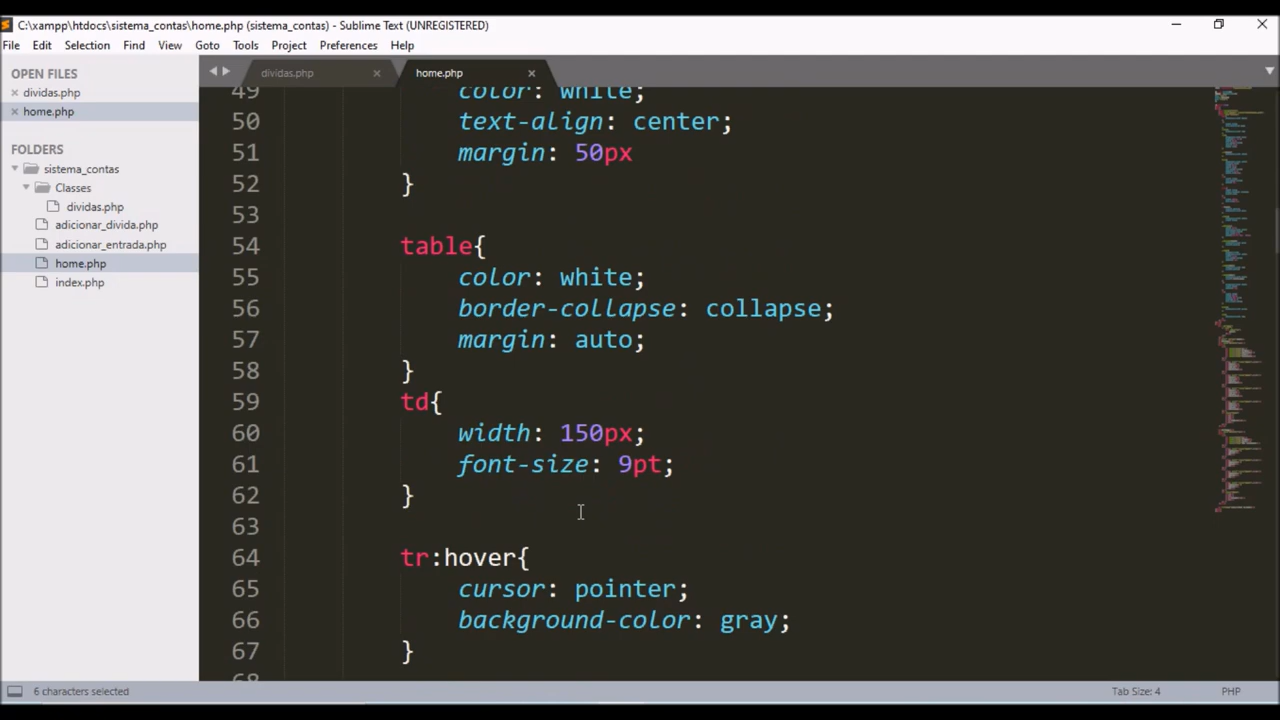 C:\xampp\htdocs\sistema_contas\home.php (sistema_contas) - Sublime Text (UNREGISTERED)
File Edit Selection Find View Goto Tools Project Preferences Help
OPEN FILES
dividas.php
home.php
FOLDERS
sistema_contas
Classes
dividas.php
adicionar_divida.php
adicionar_entrada.php
home.php
index.php
dividas.php home.php
49 color: white;
50 text-align: center;
51 margin: 50px
52 }
53
54 table{
55 color: white;
56 border-collapse: collapse;
57 margin: auto;
58 }
59 td{
60 width: 150px;
61 font-size: 9pt;
62 }
63
64 tr:hover{
65 cursor: pointer;
66 background-color: gray;
67 }
68
6 characters selected Tab Size: 4 PHP